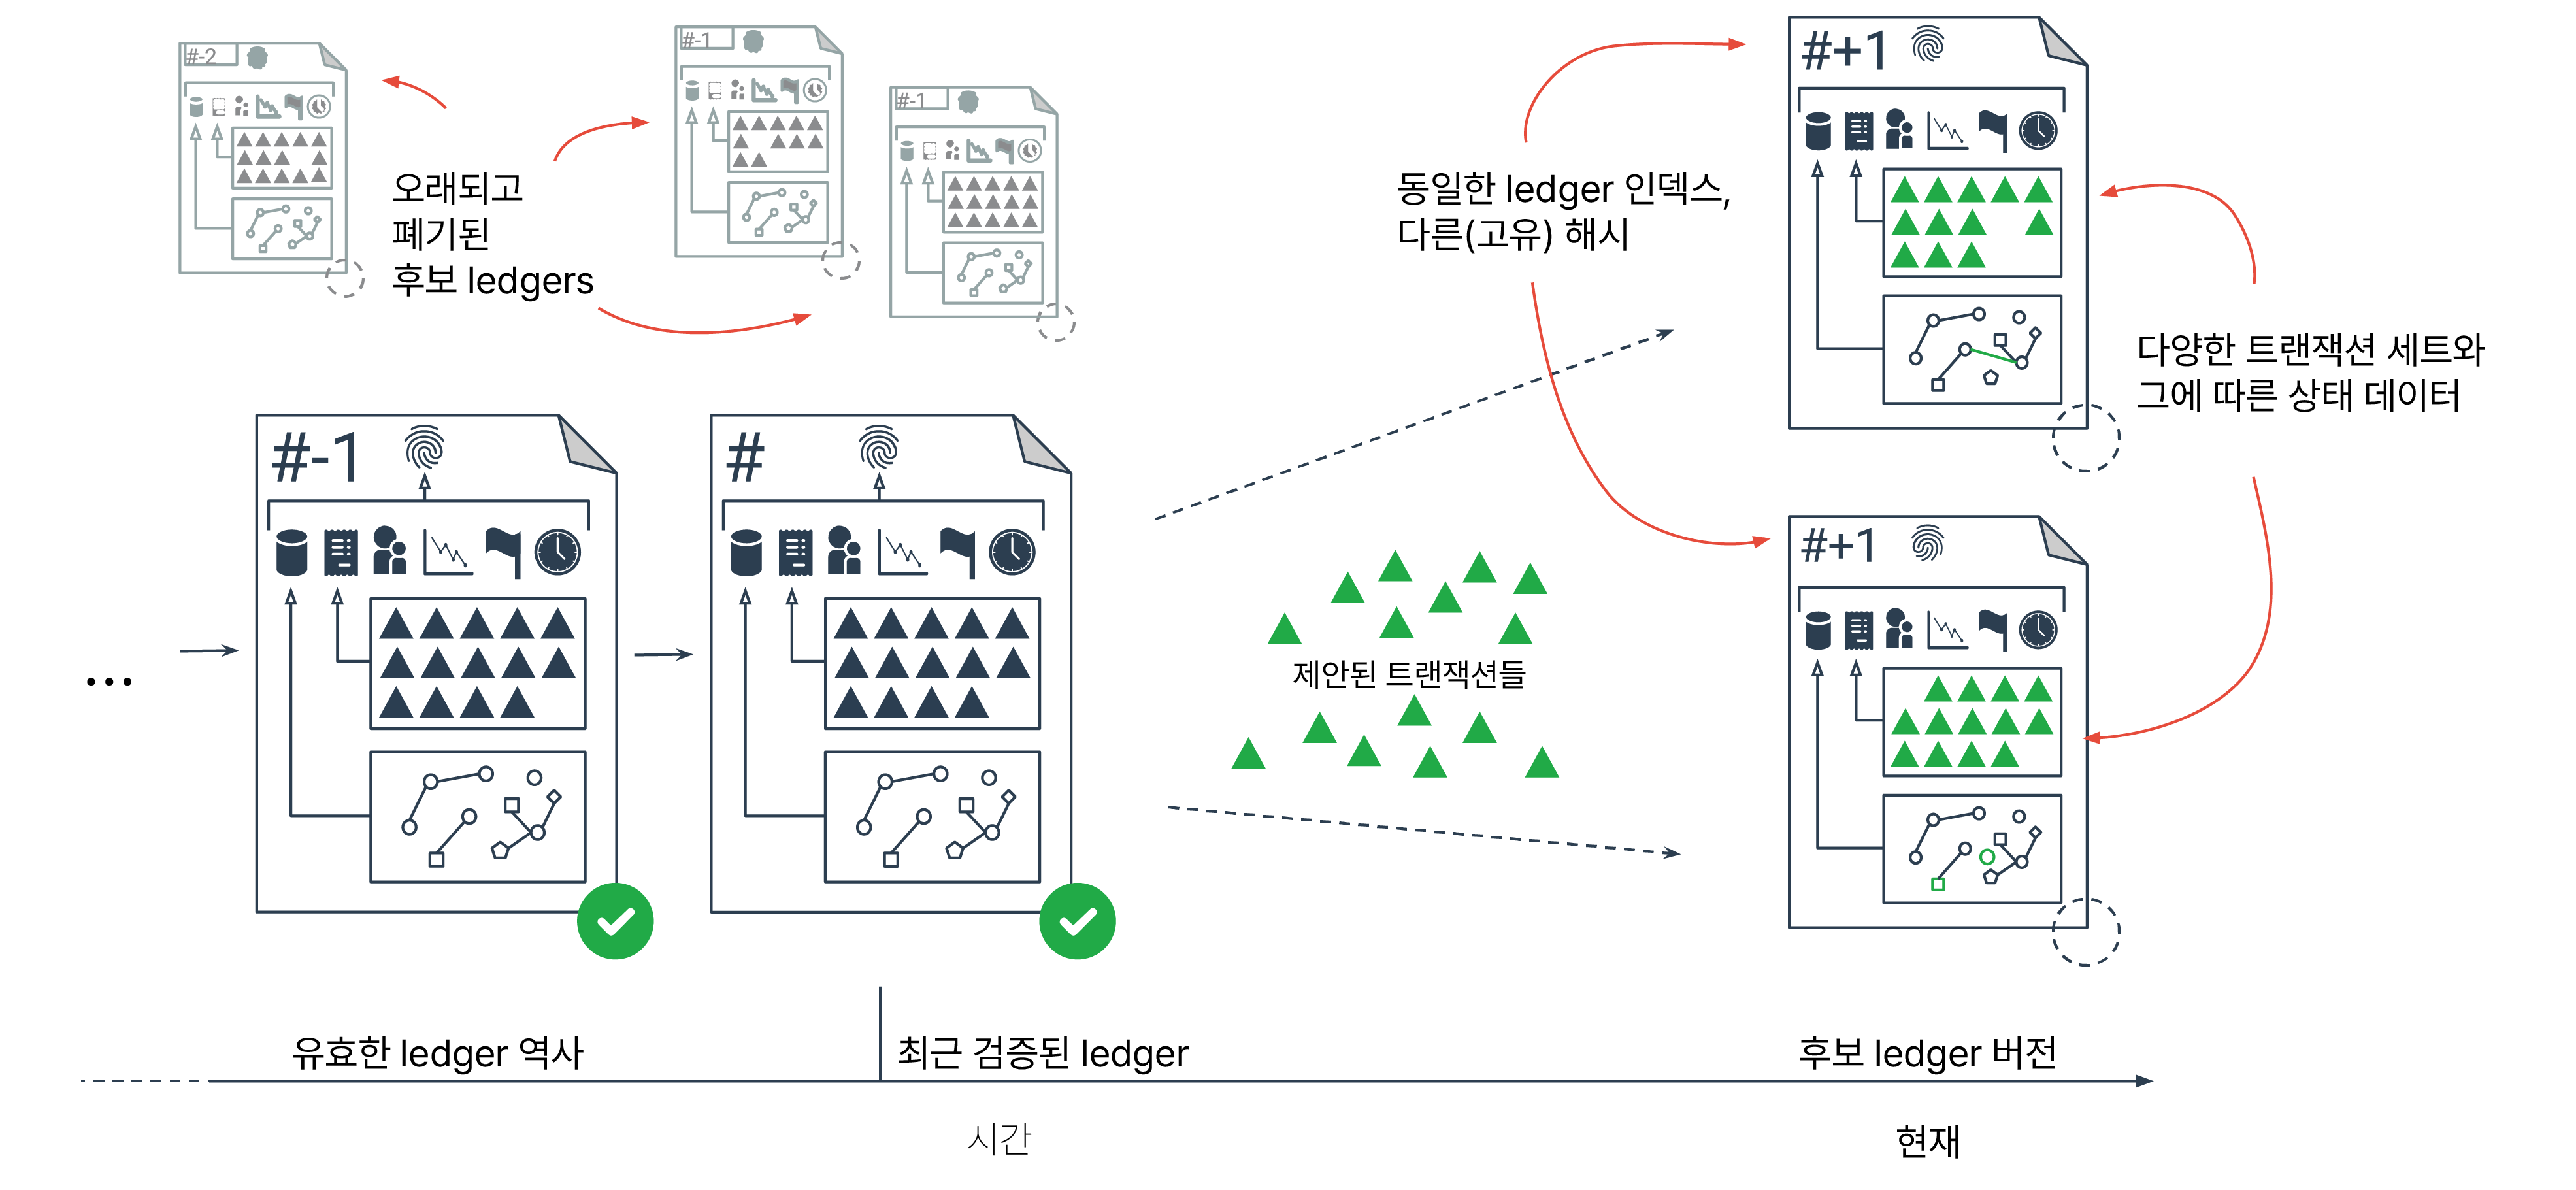 #-2
#-1
#-1
오래되고
폐기된
후보 ledgers
동일한 ledger 인덱스,
다른(고유) 해시
#+1
다양한 트랜잭션 세트와
그에 따른 상태 데이터
#-1
#
#+1
제안된 트랜잭션들
...
유효한 ledger 역사
최근 검증된 ledger
후보 ledger 버전
시간
현재